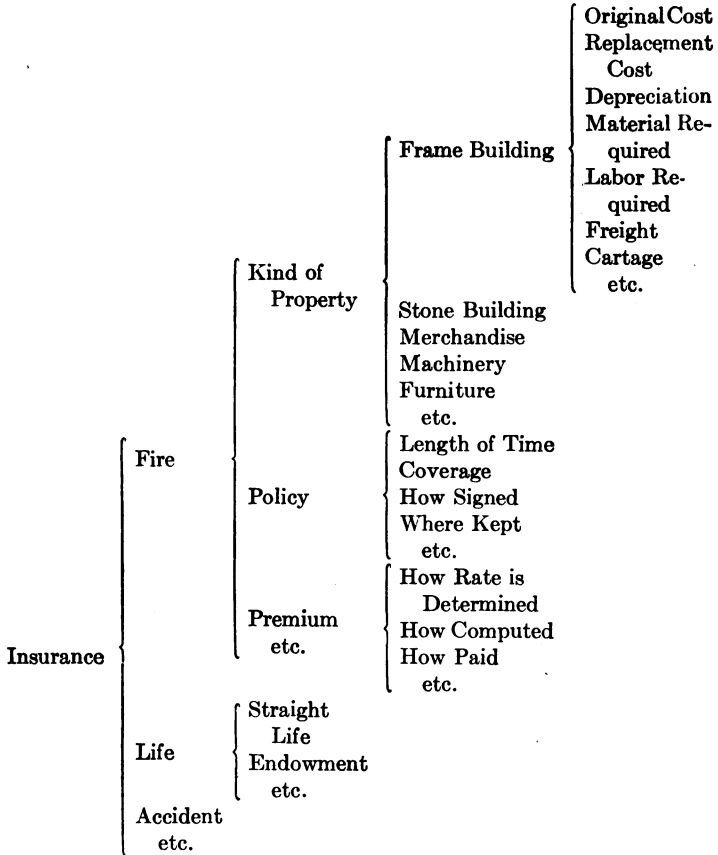 Original Cost
Replacement
Cost
Depreciation
Material Re-
quired
Labor Re-
quired
Freight
Cartage
etc.
Frame Building
Kind of
Property
Stone Building
Merchandise
Machinery
Furniture
etc.
Fire
Policy
Length of Time
Coverage
How Signed
Where Kept
etc.
Premium
etc.
How Rate is
Determined
How Computed
How Paid
etc.
Insurance
Life
Straight
Life
Endowment
etc.
Accident
etc.